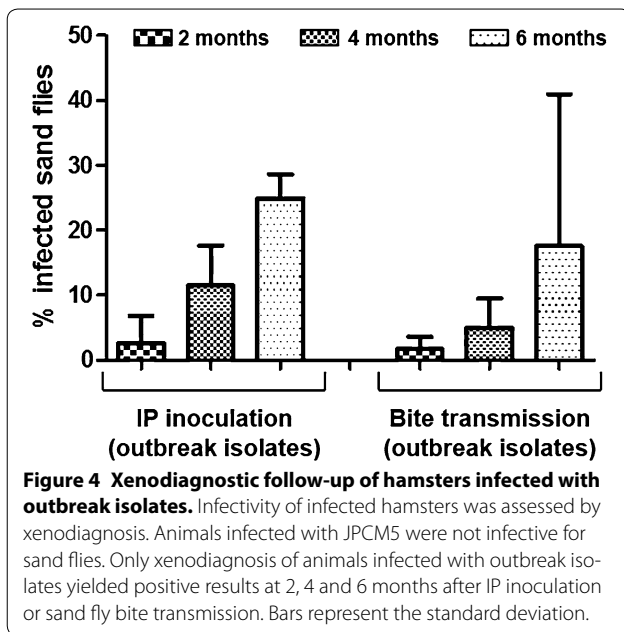 50
2 months 4 months 6 months
40
30
20
10
0
% infected sand flies
IP inoculation Bite transmission
(outbreak isolates) (outbreak isolates)
Figure 4 Xenodiagnostic follow-up of hamsters infected with
outbreak isolates. Infectivity of infected hamsters was assessed by
xenodiagnosis. Animals infected with JPCM5 were not infective for
sand flies. Only xenodiagnosis of animals infected with outbreak iso-
lates yielded positive results at 2, 4 and 6 months after IP inoculation
or sand fly bite transmission. Bars represent the standard deviation.